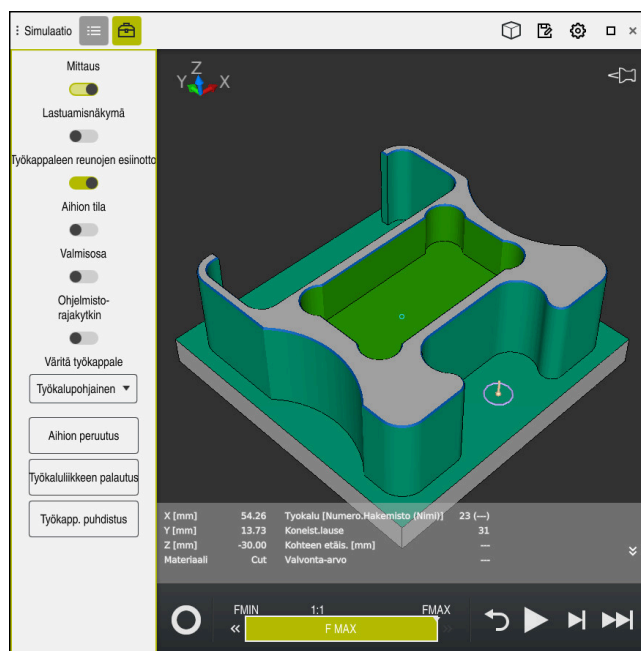 Simulaatio
Mittaus
Lastuamisnäkymä
Työkappaleen reunojen esiinotto
Aihion tila
Valmisosa
Ohjelmisto-
rajakytkin
Väritä työkappale
Työkalupohjainen
Aihion peruutus
Työkaluliikkeen palautus
Työkapp. puhdistus
Z
Y X
X [mm] 54.26 Tyokalu [Numero.Hakemisto (Nimi)] 23 (---)
Y [mm] 13.73 Koneist.lause 31
Z [mm] -30.00 Kohteen etäis. [mm] ---
Materiaali Cut Valvonta-arvo ---
FMIN 1:1 FMAX
F MAX